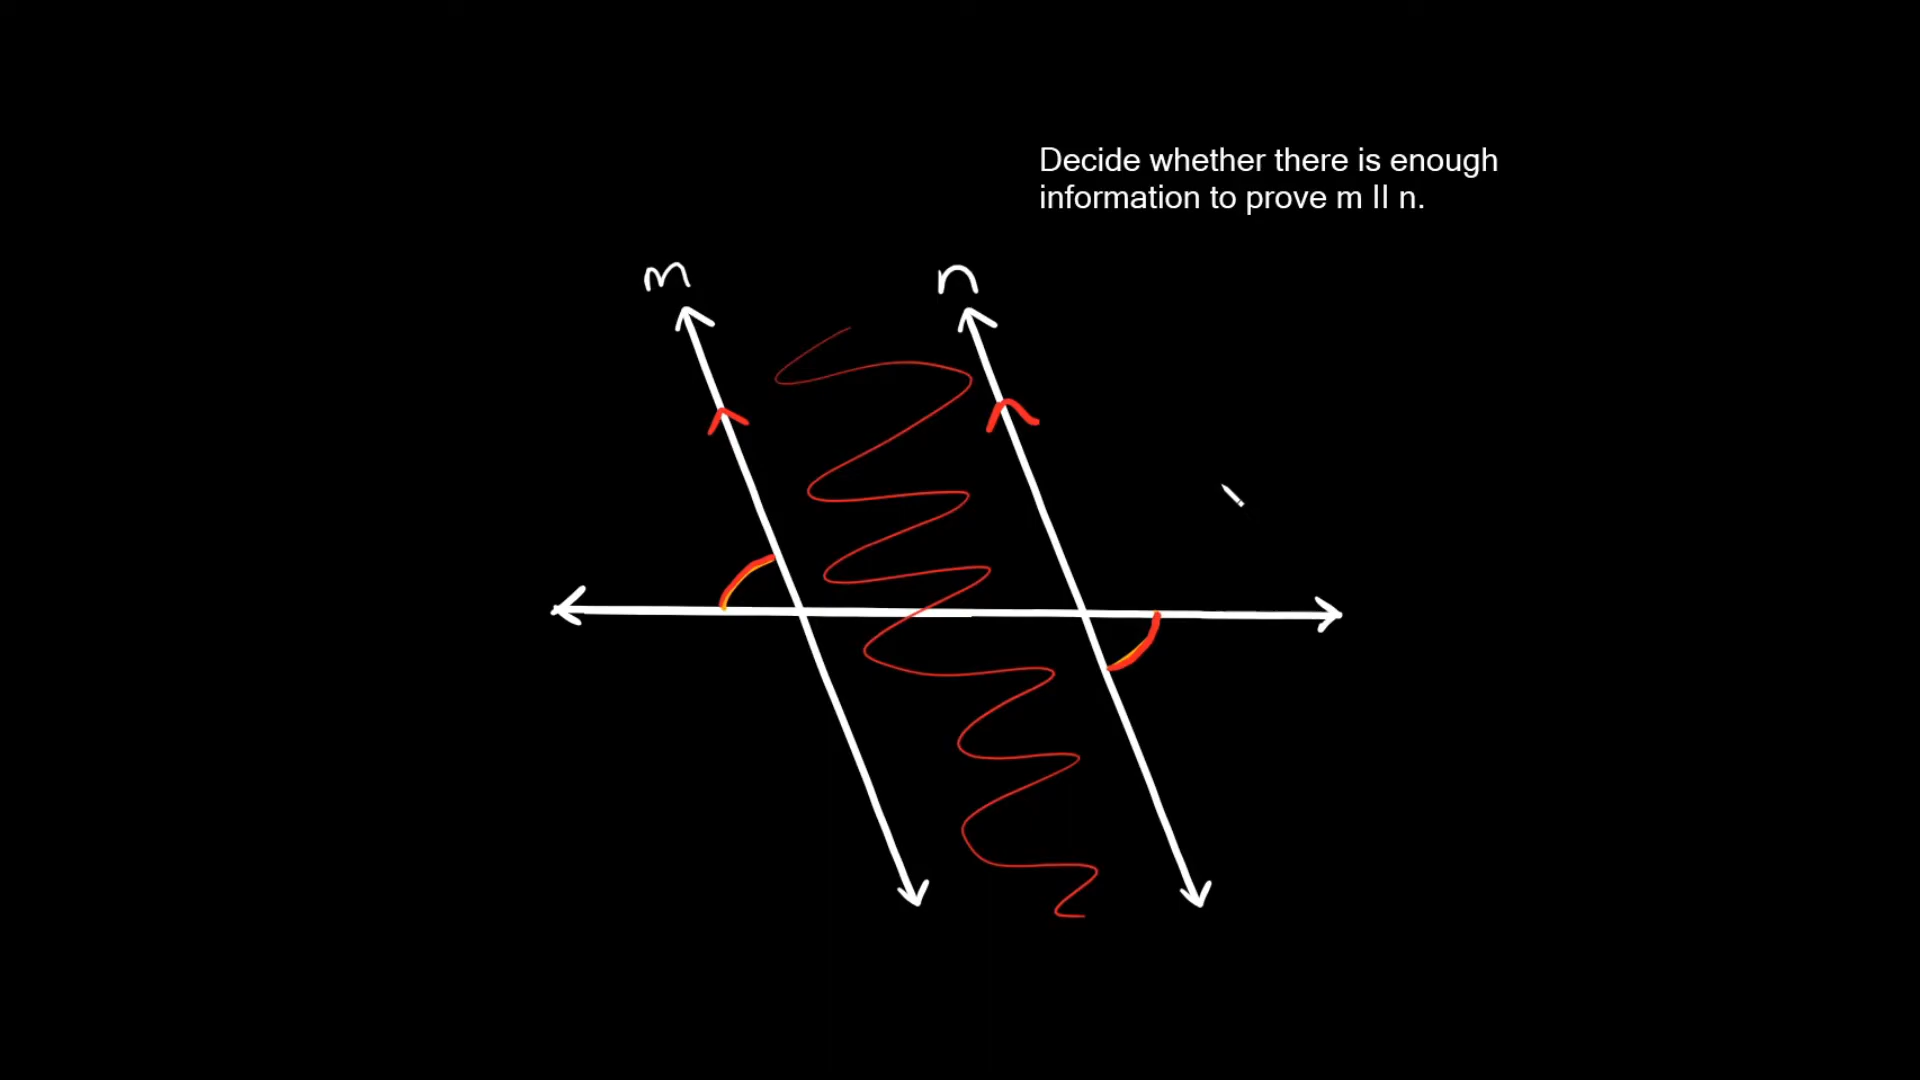 Decide whether there is enough
information to prove m II n.
m n